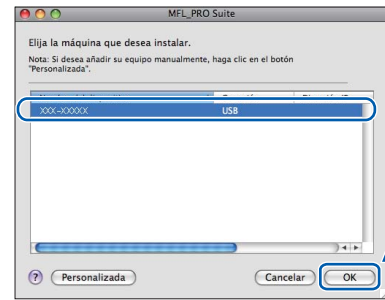 MFL_PRO Suite
Elija la máquina que desea instalar.
Nota: Si desea añadir su equipo manualmente, haga clic en el botón
"Personalizada".
XXX-XXXXX USB
? Personalizada Cancelar OK